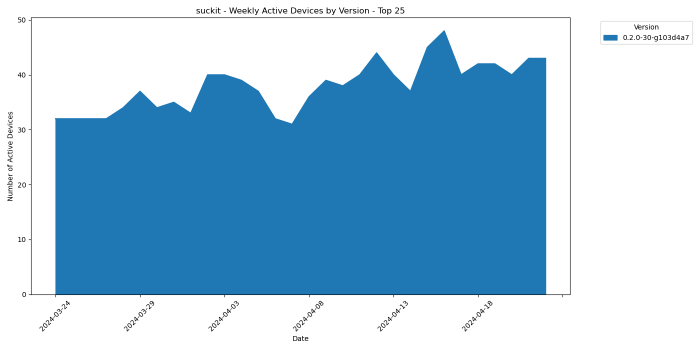 suckit - Weekly Active Devices by Version - Top 25
Version
0.2.0-30-g103d4a7
Number of Active Devices
50
40
30
20
10
0
2024-03-24
2024-03-29
2024-04-03
2024-04-08
2024-04-13
2024-04-18
Date